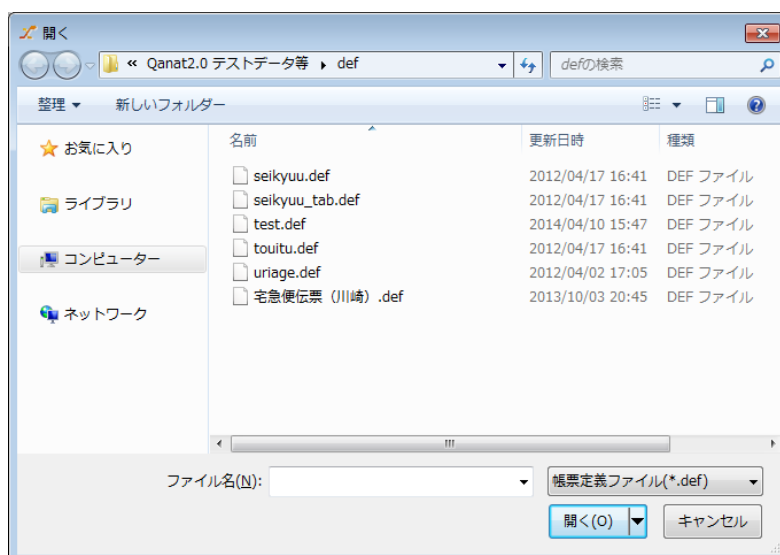 開く
« Qanat2.0 テストデータ等 ▸ def
defの検索
整理 ▼ 新しいフォルダー
お気に入り
ライブラリ
コンピューター
ネットワーク
名前 更新日時 種類
seikyuu.def 2012/04/17 16:41 DEF ファイル
seikyuu_tab.def 2012/04/17 16:41 DEF ファイル
test.def 2014/04/10 15:47 DEF ファイル
touitu.def 2012/04/17 16:41 DEF ファイル
uriage.def 2012/04/02 17:05 DEF ファイル
宅急便伝票（川崎）.def 2013/10/03 20:45 DEF ファイル
ファイル名(N): 帳票定義ファイル(*.def)
開く(O) キャンセル